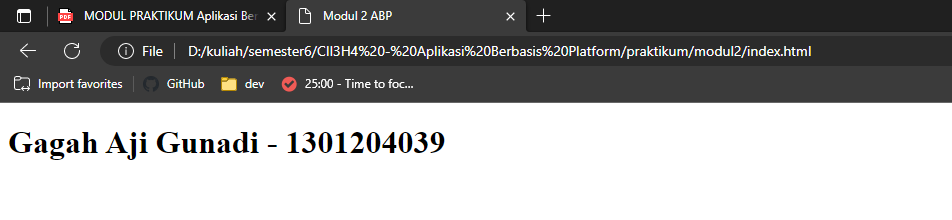 MODUL PRAKTIKUM Aplikasi Ber
Modul 2 ABP
File
D:/kuliah/semester6/CII3H4%20-%20Aplikasi%20Berbasis%20Platform/praktikum/modul2/index.html
Import favorites
GitHub
dev
25:00 - Time to foc...
Gagah Aji Gunadi - 1301204039